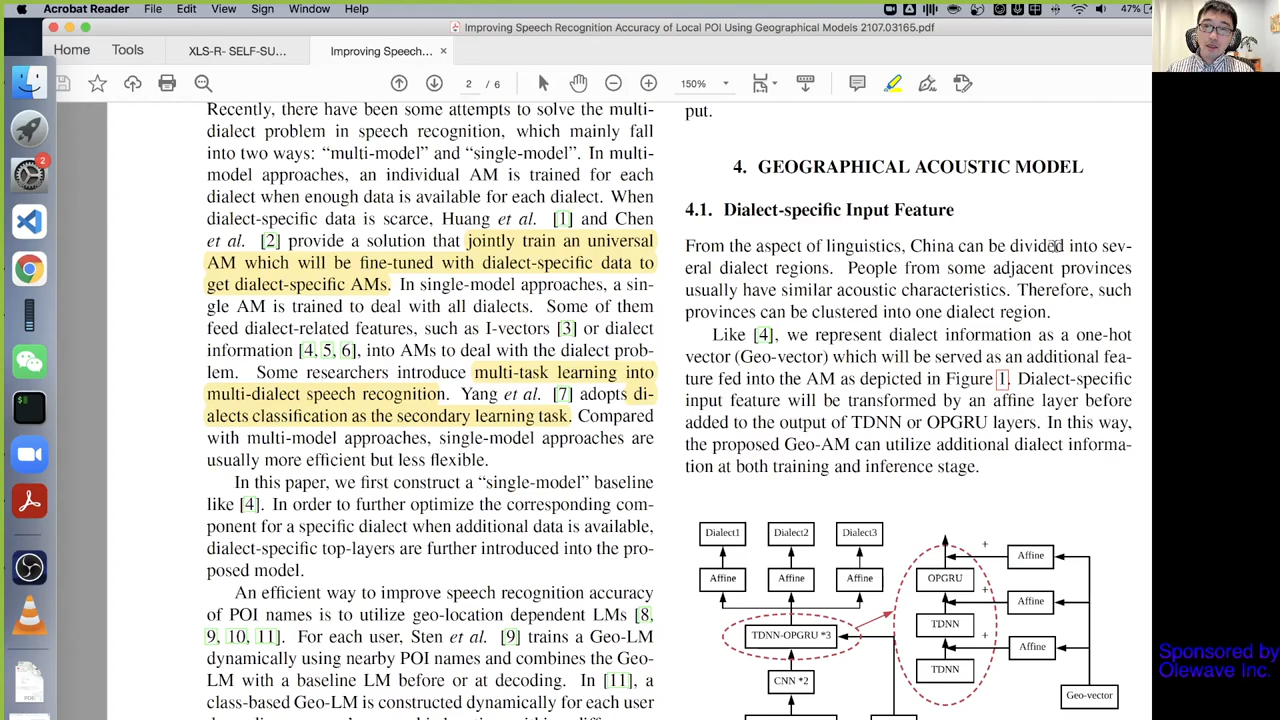 Acrobat Reader File Edit View Sign Window Help 47%
Improving Speech Recognition Accuracy of Local POI Using Geographical Models 2107.03165.pdf
Home Tools XLS-R- SELF-SU... Improving Speech... ×
2 / 6 150%
Recently, there have been some attempts to solve the multi-
dialect problem in speech recognition, which mainly fall
into two ways: “multi-model” and “single-model”. In multi-
model approaches, an individual AM is trained for each
dialect when enough data is available for each dialect. When
dialect-specific data is scarce, Huang et al. [1] and Chen
et al. [2] provide a solution that jointly train an universal
AM which will be fine-tuned with dialect-specific data to
get dialect-specific AMs. In single-model approaches, a sin-
gle AM is trained to deal with all dialects. Some of them
feed dialect-related features, such as I-vectors [3] or dialect
information [4, 5, 6], into AMs to deal with the dialect prob-
lem. Some researchers introduce multi-task learning into
multi-dialect speech recognition. Yang et al. [7] adopts di-
alects classification as the secondary learning task. Compared
with multi-model approaches, single-model approaches are
usually more efficient but less flexible.
In this paper, we first construct a “single-model” baseline
like [4]. In order to further optimize the corresponding com-
ponent for a specific dialect when additional data is available,
dialect-specific top-layers are further introduced into the pro-
posed model.
An efficient way to improve speech recognition accuracy
of POI names is to utilize geo-location dependent LMs [8,
9, 10, 11]. For each user, Sten et al. [9] trains a Geo-LM
dynamically using nearby POI names and combines the Geo-
LM with a baseline LM before or at decoding. In [11], a
class-based Geo-LM is constructed dynamically for each user
put.
4. GEOGRAPHICAL ACOUSTIC MODEL
4.1. Dialect-specific Input Feature
From the aspect of linguistics, China can be divided into sev-
eral dialect regions. People from some adjacent provinces
usually have similar acoustic characteristics. Therefore, such
provinces can be clustered into one dialect region.
Like [4], we represent dialect information as a one-hot
vector (Geo-vector) which will be served as an additional fea-
ture fed into the AM as depicted in Figure 1. Dialect-specific
input feature will be transformed by an affine layer before
added to the output of TDNN or OPGRU layers. In this way,
the proposed Geo-AM can utilize additional dialect informa-
tion at both training and inference stage.
Dialect1 Dialect2 Dialect3
Affine Affine Affine
TDNN-OPGRU *3
CNN *2
+ Affine
OPGRU
+ Affine
TDNN
+ Affine
TDNN
Geo-vector
2
PDF
Sponsored by
Olewave Inc.